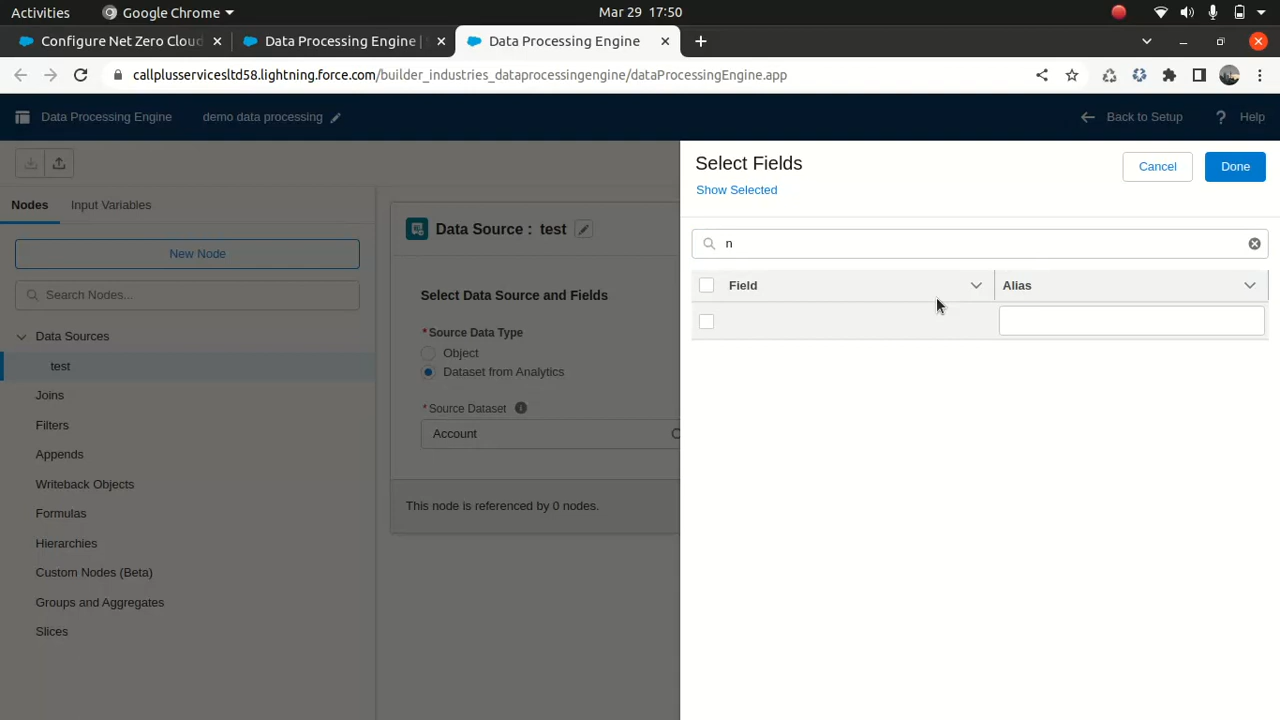 Activities
Google Chrome
Mar 29 17:50
Configure Net Zero Cloud
Data Processing Engine |
Data Processing Engine
callplusservicesltd58.lightning.force.com/builder_industries_dataprocessingengine/dataProcessingEngine.app
Data Processing Engine
demo data processing
Back to Setup
? Help
Select Fields
Show Selected
Cancel
Done
Nodes
Input Variables
New Node
Search Nodes...
Data Sources
test
Joins
Filters
Appends
Writeback Objects
Formulas
Hierarchies
Custom Nodes (Beta)
Groups and Aggregates
Slices
Data Source : test
Select Data Source and Fields
*Source Data Type
Object
Dataset from Analytics
*Source Dataset
Account
This node is referenced by 0 nodes.
n
Field
Alias